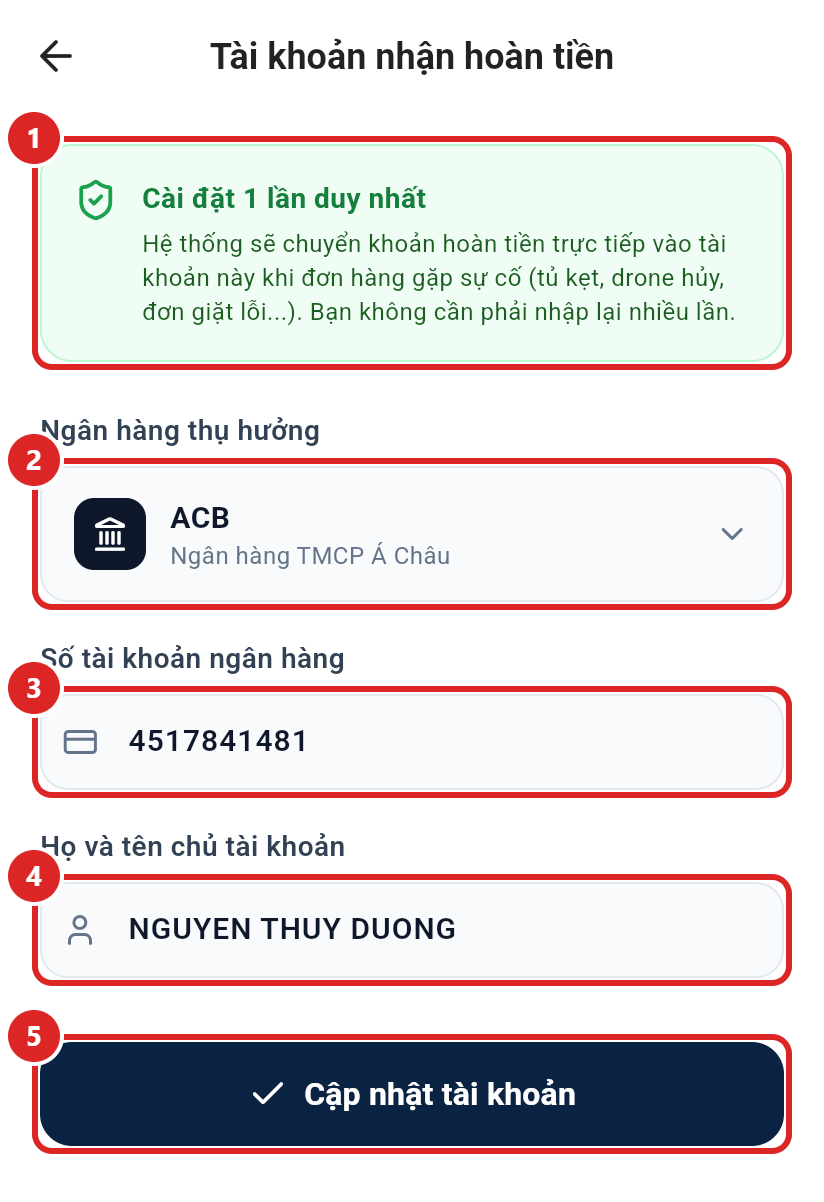 Tài khoản nhận hoàn tiền
1
Cài đặt 1 lần duy nhất
Hệ thống sẽ chuyển khoản hoàn tiền trực tiếp vào tài
khoản này khi đơn hàng gặp sự cố (tủ kẹt, drone hủy,
đơn giặt lỗi...). Bạn không cần phải nhập lại nhiều lần.
Ngân hàng thụ hưởng
2
ACB
Ngân hàng TMCP Á Châu
Số tài khoản ngân hàng
3
4517841481
Họ và tên chủ tài khoản
4
NGUYEN THUY DUONG
5
Cập nhật tài khoản